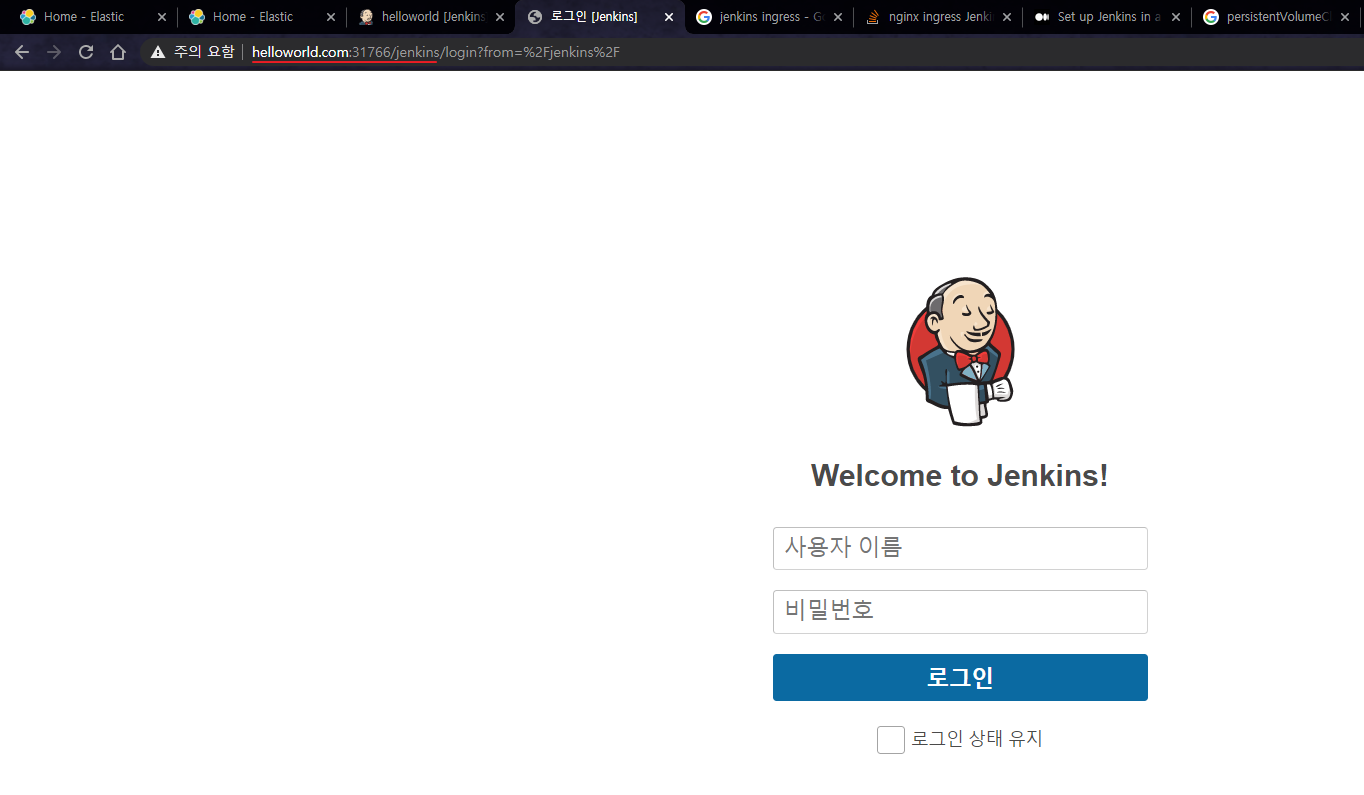 Home - Elastic
Home - Elastic
helloworld [Jenkins
로그인 [Jenkins]
jenkins ingress - Go
nginx ingress Jenki
Set up Jenkins in a
persistentVolumeCl
주의 요함
helloworld.com:31766/jenkins/login?from=%2Fjenkins%2F
Welcome to Jenkins!
사용자 이름
비밀번호
로그인
로그인 상태 유지